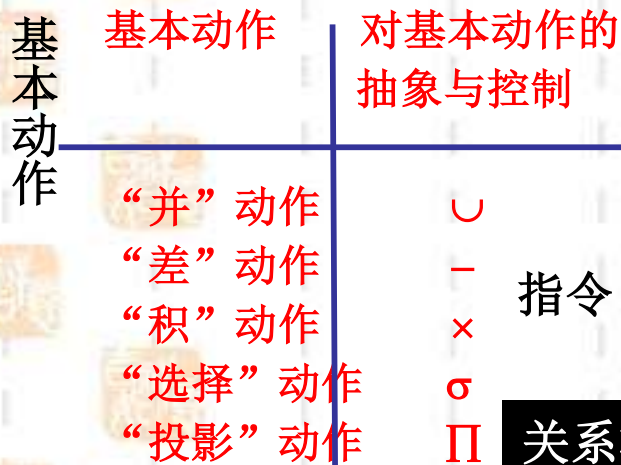 基本动作
基本动作
对基本动作的
抽象与控制
“并”动作 ∪
“差”动作 −
“积”动作 ×
“选择”动作 σ
“投影”动作 ∏
指令
关系